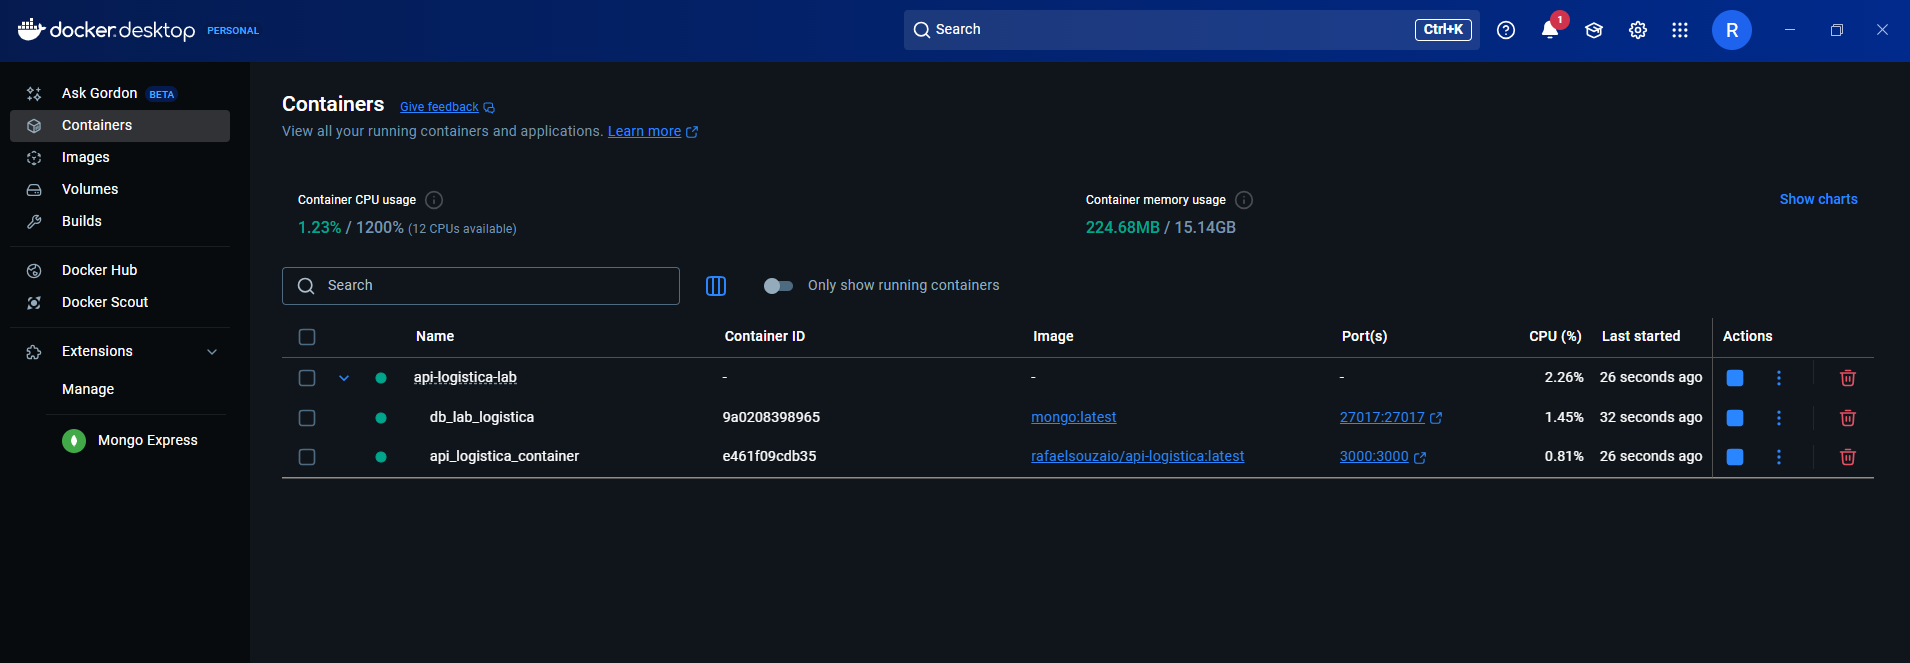 docker desktop PERSONAL
Search Ctrl+K
1
R
Ask Gordon BETA
Containers
Images
Volumes
Builds
Docker Hub
Docker Scout
Extensions
Manage
Mongo Express
Containers Give feedback
View all your running containers and applications. Learn more
Container CPU usage
1.23% / 1200% (12 CPUs available)
Container memory usage
224.68MB / 15.14GB
Show charts
Search
Only show running containers
Name Container ID Image Port(s) CPU (%) Last started Actions
api-logistica-lab - - - 2.26% 26 seconds ago
db_lab_logistica 9a0208398965 mongo:latest 27017:27017 1.45% 32 seconds ago
api_logistica_container e461f09cdb35 rafaelsouzaio/api-logistica:latest 3000:3000 0.81% 26 seconds ago